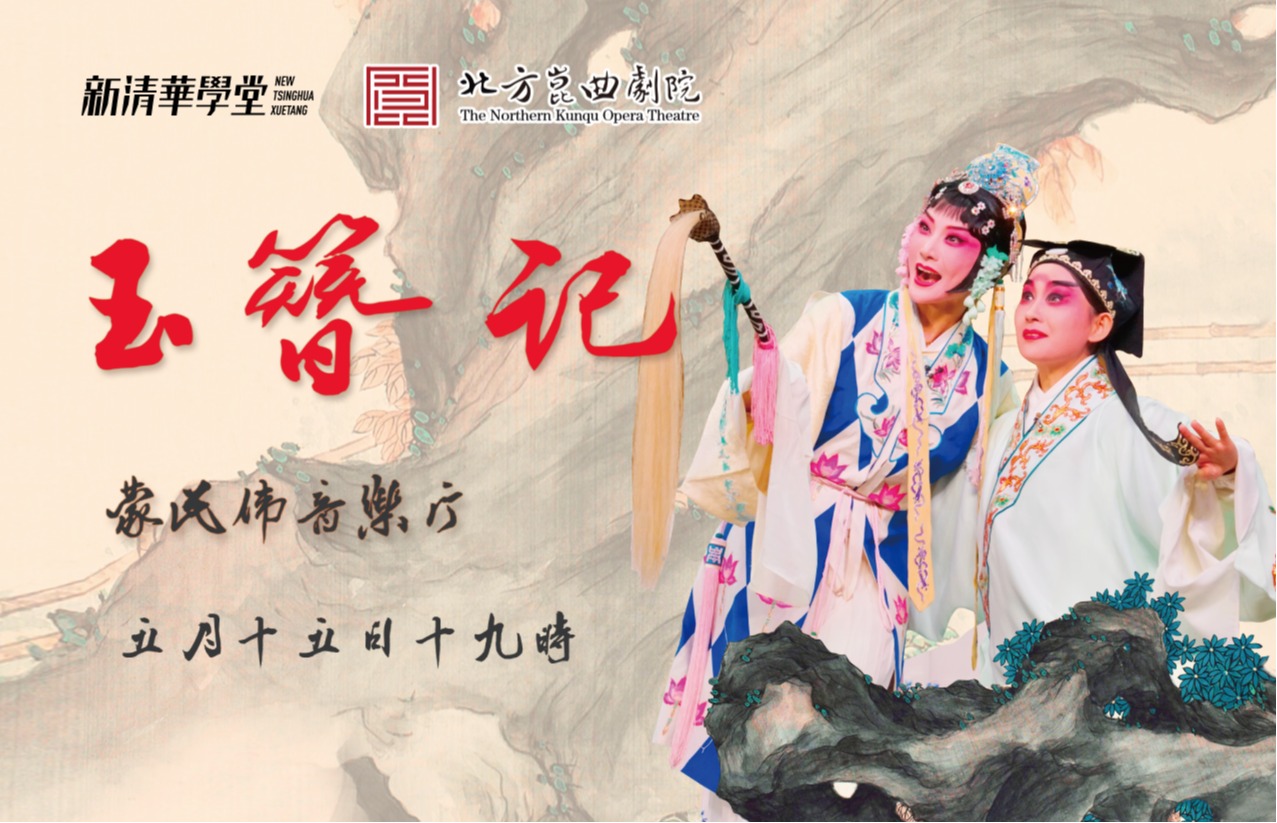 新清華學堂
NEW
TSINGHUA
XUETANG
北方崑曲劇院
The Northern Kunqu Opera Theatre
玉簪记
蒙民伟音樂厅
五月十五日十九時